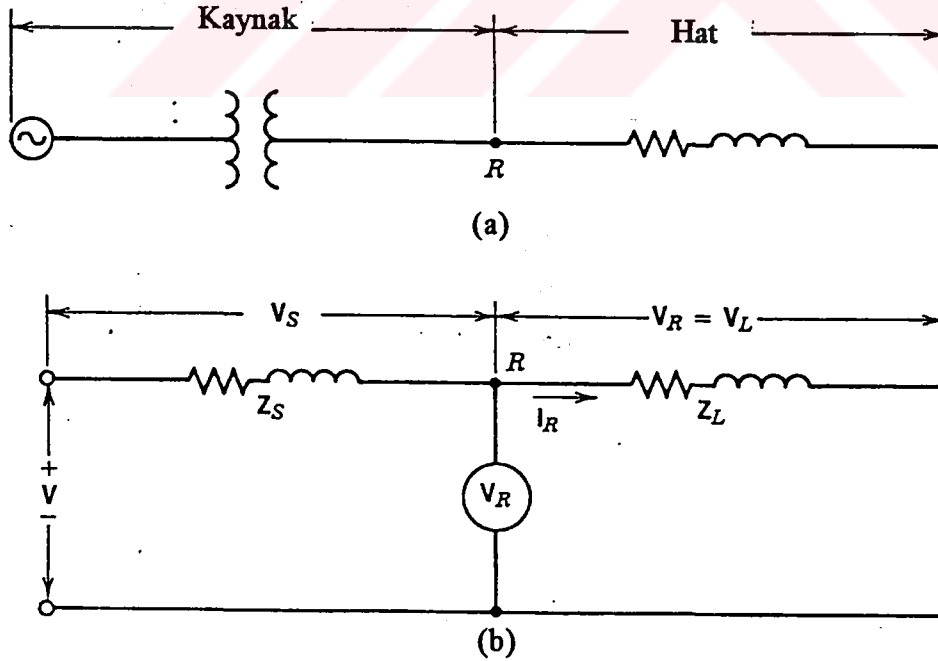 Kaynak
Hat
R
(a)
V_S
V_R = V_L
R
Z_S
I_R
Z_L
+
V
−
V_R
(b)